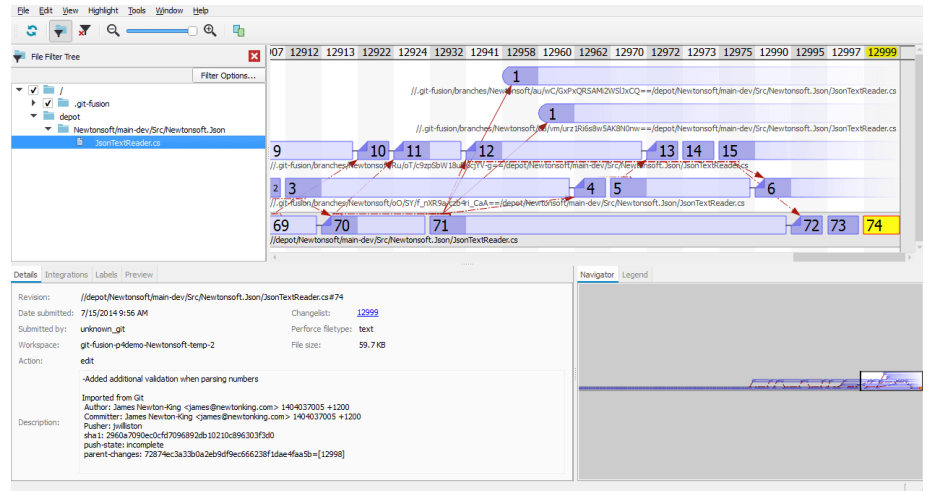 File Edit View Highlight Tools Window Help
File Filter Tree
Filter Options...
/
.git-fusion
depot
Newtonsoft/main-dev/Src/Newtonsoft.Json
JsonTextReader.cs
07 12912 12913 12922 12924 12932 12941 12958 12960 12962 12970 12972 12973 12975 12990 12995 12997 12999
1
//.git-fusion/branches/Newtonsoft/au/wC/GxPxQRSAMi2WSlJxCQ==/depot/Newtonsoft/main-dev/Src/Newtonsoft.Json/JsonTextReader.cs
1
//.git-fusion/branches/Newtonsoft/
9 10 11 12 13 14 15
//.git-fusion/branches/Newtonsoft/
2 3 4 5 6
//.git-fusion/branches/Newtonsoft/oO/SY/
69 70 71 72 73 74
//depot/Newtonsoft/main-dev/Src/Newtonsoft.Json/JsonTextReader.cs
Details Integrations Labels Preview
Navigator Legend
Revision: //depot/Newtonsoft/main-dev/Src/Newtonsoft.Json/JsonTextReader.cs#74
Date submitted: 7/15/2014 9:56 AM Changelist: 12999
Submitted by: unknown_git Perforce filetype: text
Workspace: git-fusion-p4demo-Newtonsoft-temp-2 File size: 59.7 KB
Action: edit
Description:
-Added additional validation when parsing numbers
Imported from Git
Author: James Newton-King <james@newtonking.com> 1404037005 +1200
Committer: James Newton-King <james@newtonking.com> 1404037005 +1200
Pusher: jwilliston
sha1: 2960a7090ec0cfd7096892db10210c896303f3d0
push-state: incomplete
parent-changes: 72874ec3a33b0a2eb9df9ec666238f1dae4faa5b=[12998]